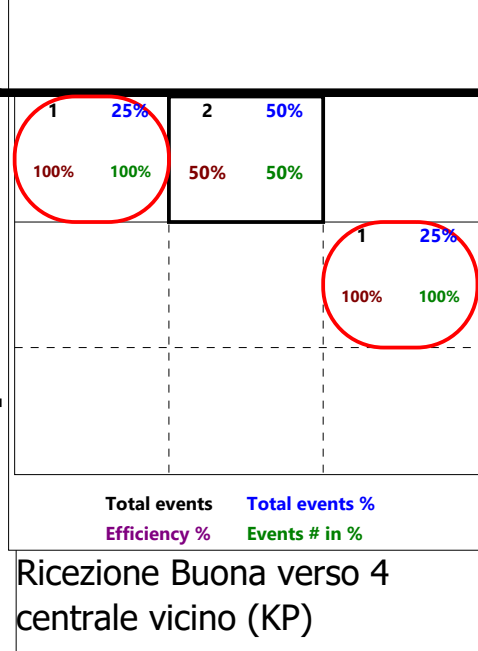 1 25% 2 50%
100% 100% 50% 50%
1 25%
100% 100%
Total events Total events %
Efficiency % Events # in %
Ricezione Buona verso 4
centrale vicino (KP)